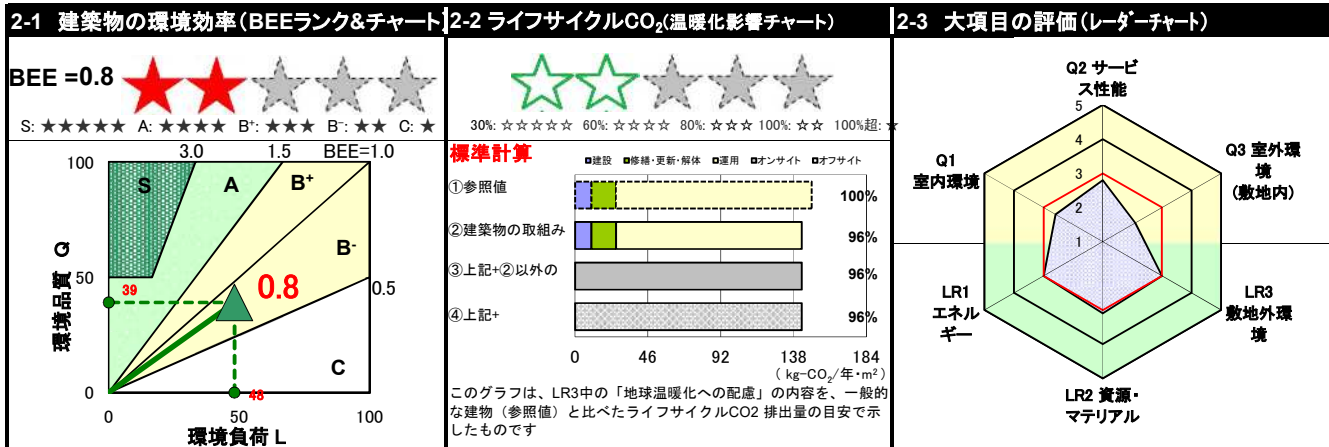 2-1 建築物の環境効率(BEEランク&チャート)
BEE =0.8
S: ★★★★★ A: ★★★★ B⁺: ★★★ B⁻: ★★ C: ★
3.0 1.5 BEE=1.0
100
S A B⁺
B⁻
50
39
0.8
0.5
環境品質 Q
C
0
48
0 50 100
環境負荷 L
2-2 ライフサイクルCO₂(温暖化影響チャート)
30%: ☆☆☆☆☆ 60%: ☆☆☆☆ 80%: ☆☆☆ 100%: ☆☆ 100%超: ☆
標準計算
■建設 ■修繕・更新・解体 ■運用 ■オンサイト ■オフサイト
①参照値 100%
②建築物の取組み 96%
③上記+②以外の 96%
④上記+ 96%
0 46 92 138 184
( kg-CO₂/年・m² )
このグラフは、LR3中の「地球温暖化への配慮」の内容を、一般的
な建物（参照値）と比べたライフサイクルCO2 排出量の目安で示
したものです
2-3 大項目の評価(レーダーチャート)
Q2 サービ
ス性能
5
4
3
2
1
Q1
室内環境
Q3 室外環
境
(敷地内)
LR1
エネル
ギー
LR3
敷地外環
境
LR2 資源・
マテリアル